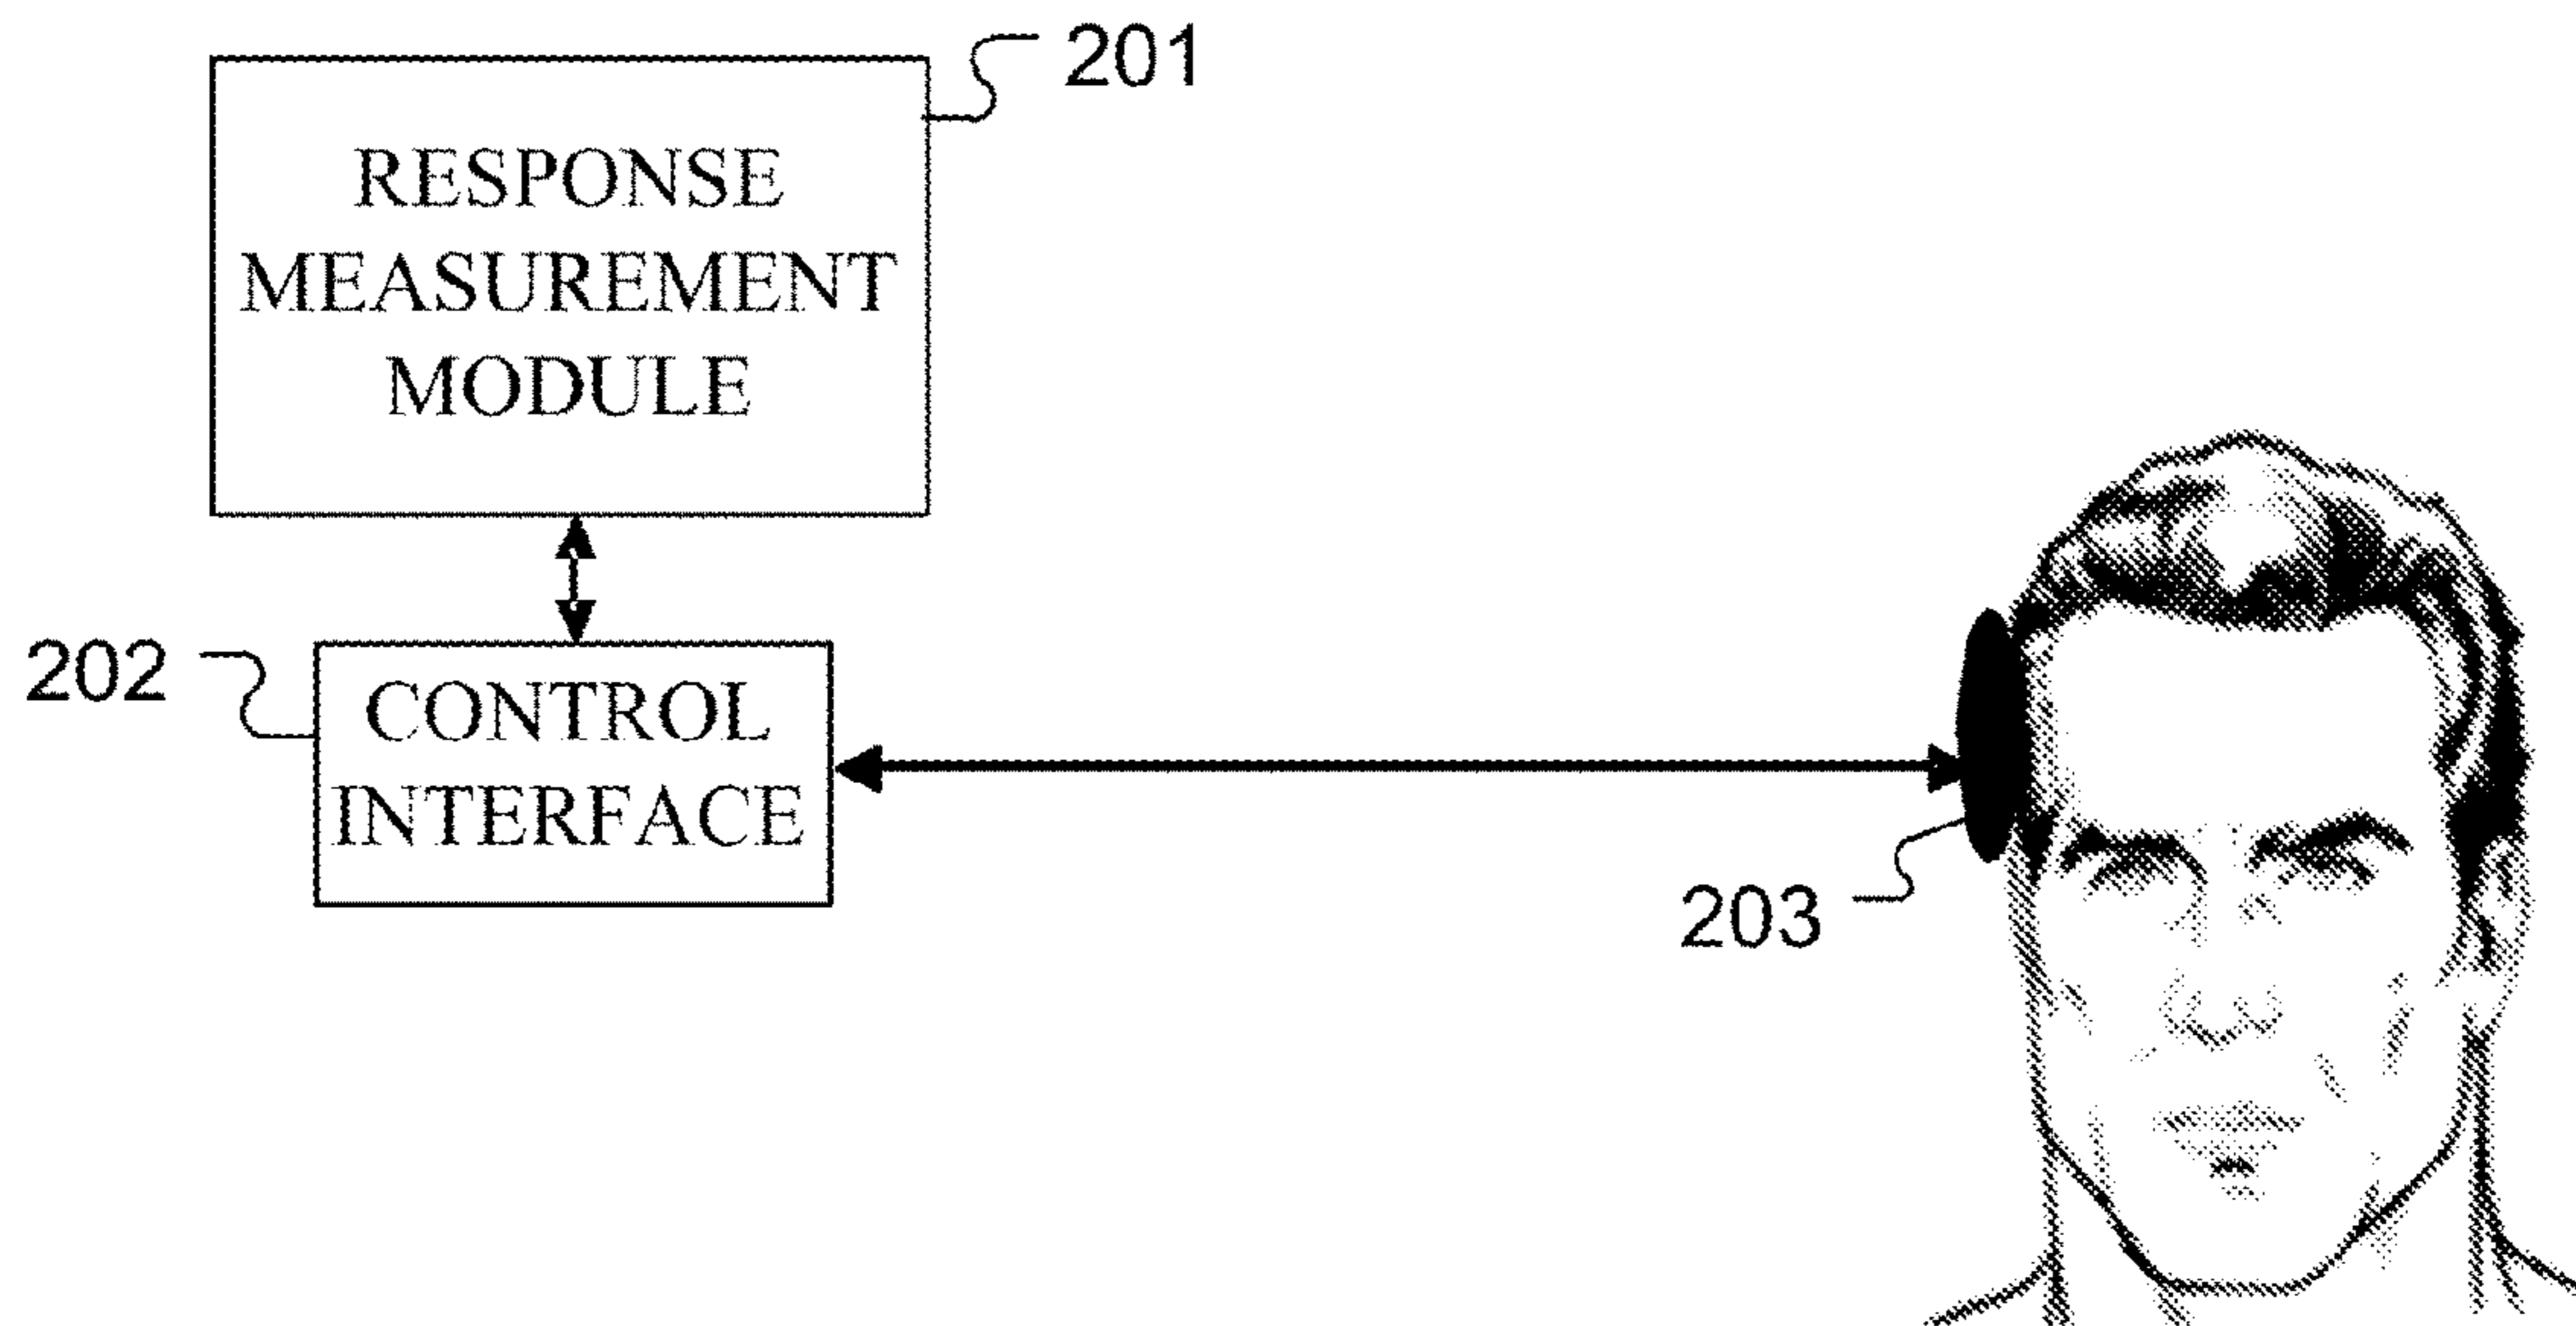 201
RESPONSE
MEASUREMENT
MODULE
202
CONTROL
INTERFACE
203